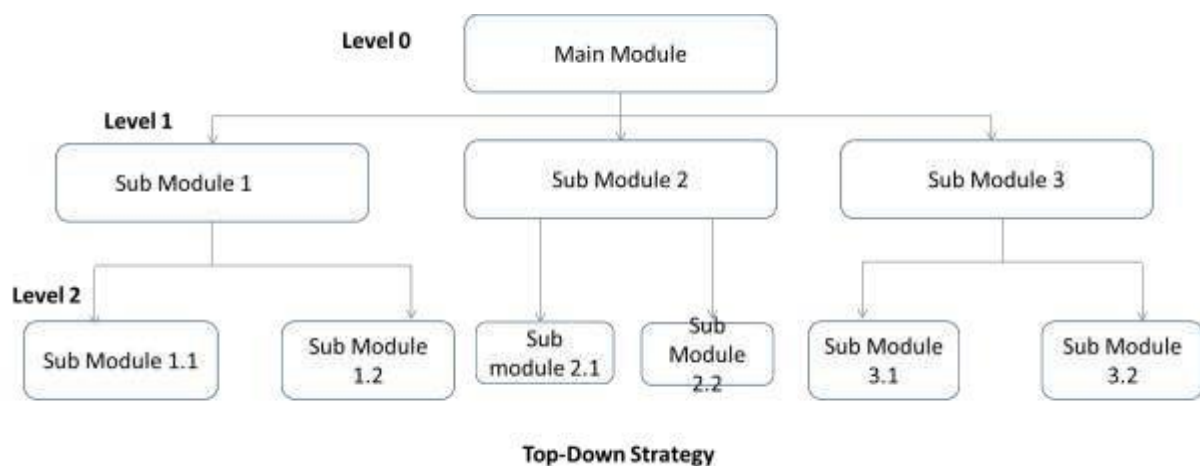 Level 0
Main Module
Level 1
Sub Module 1
Sub Module 2
Sub Module 3
Level 2
Sub Module 1.1
Sub Module
1.2
Sub
module 2.1
Sub
Module
2.2
Sub Module
3.1
Sub Module
3.2
Top-Down Strategy